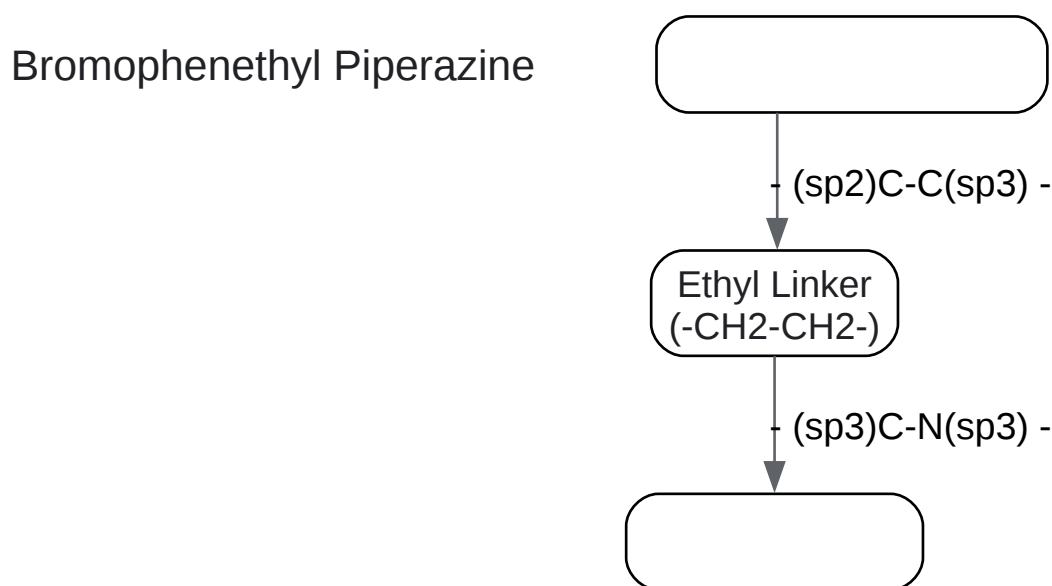 Bromophenethyl Piperazine
- (sp2)C-C(sp3) -
Ethyl Linker
(-CH2-CH2-)
- (sp3)C-N(sp3) -